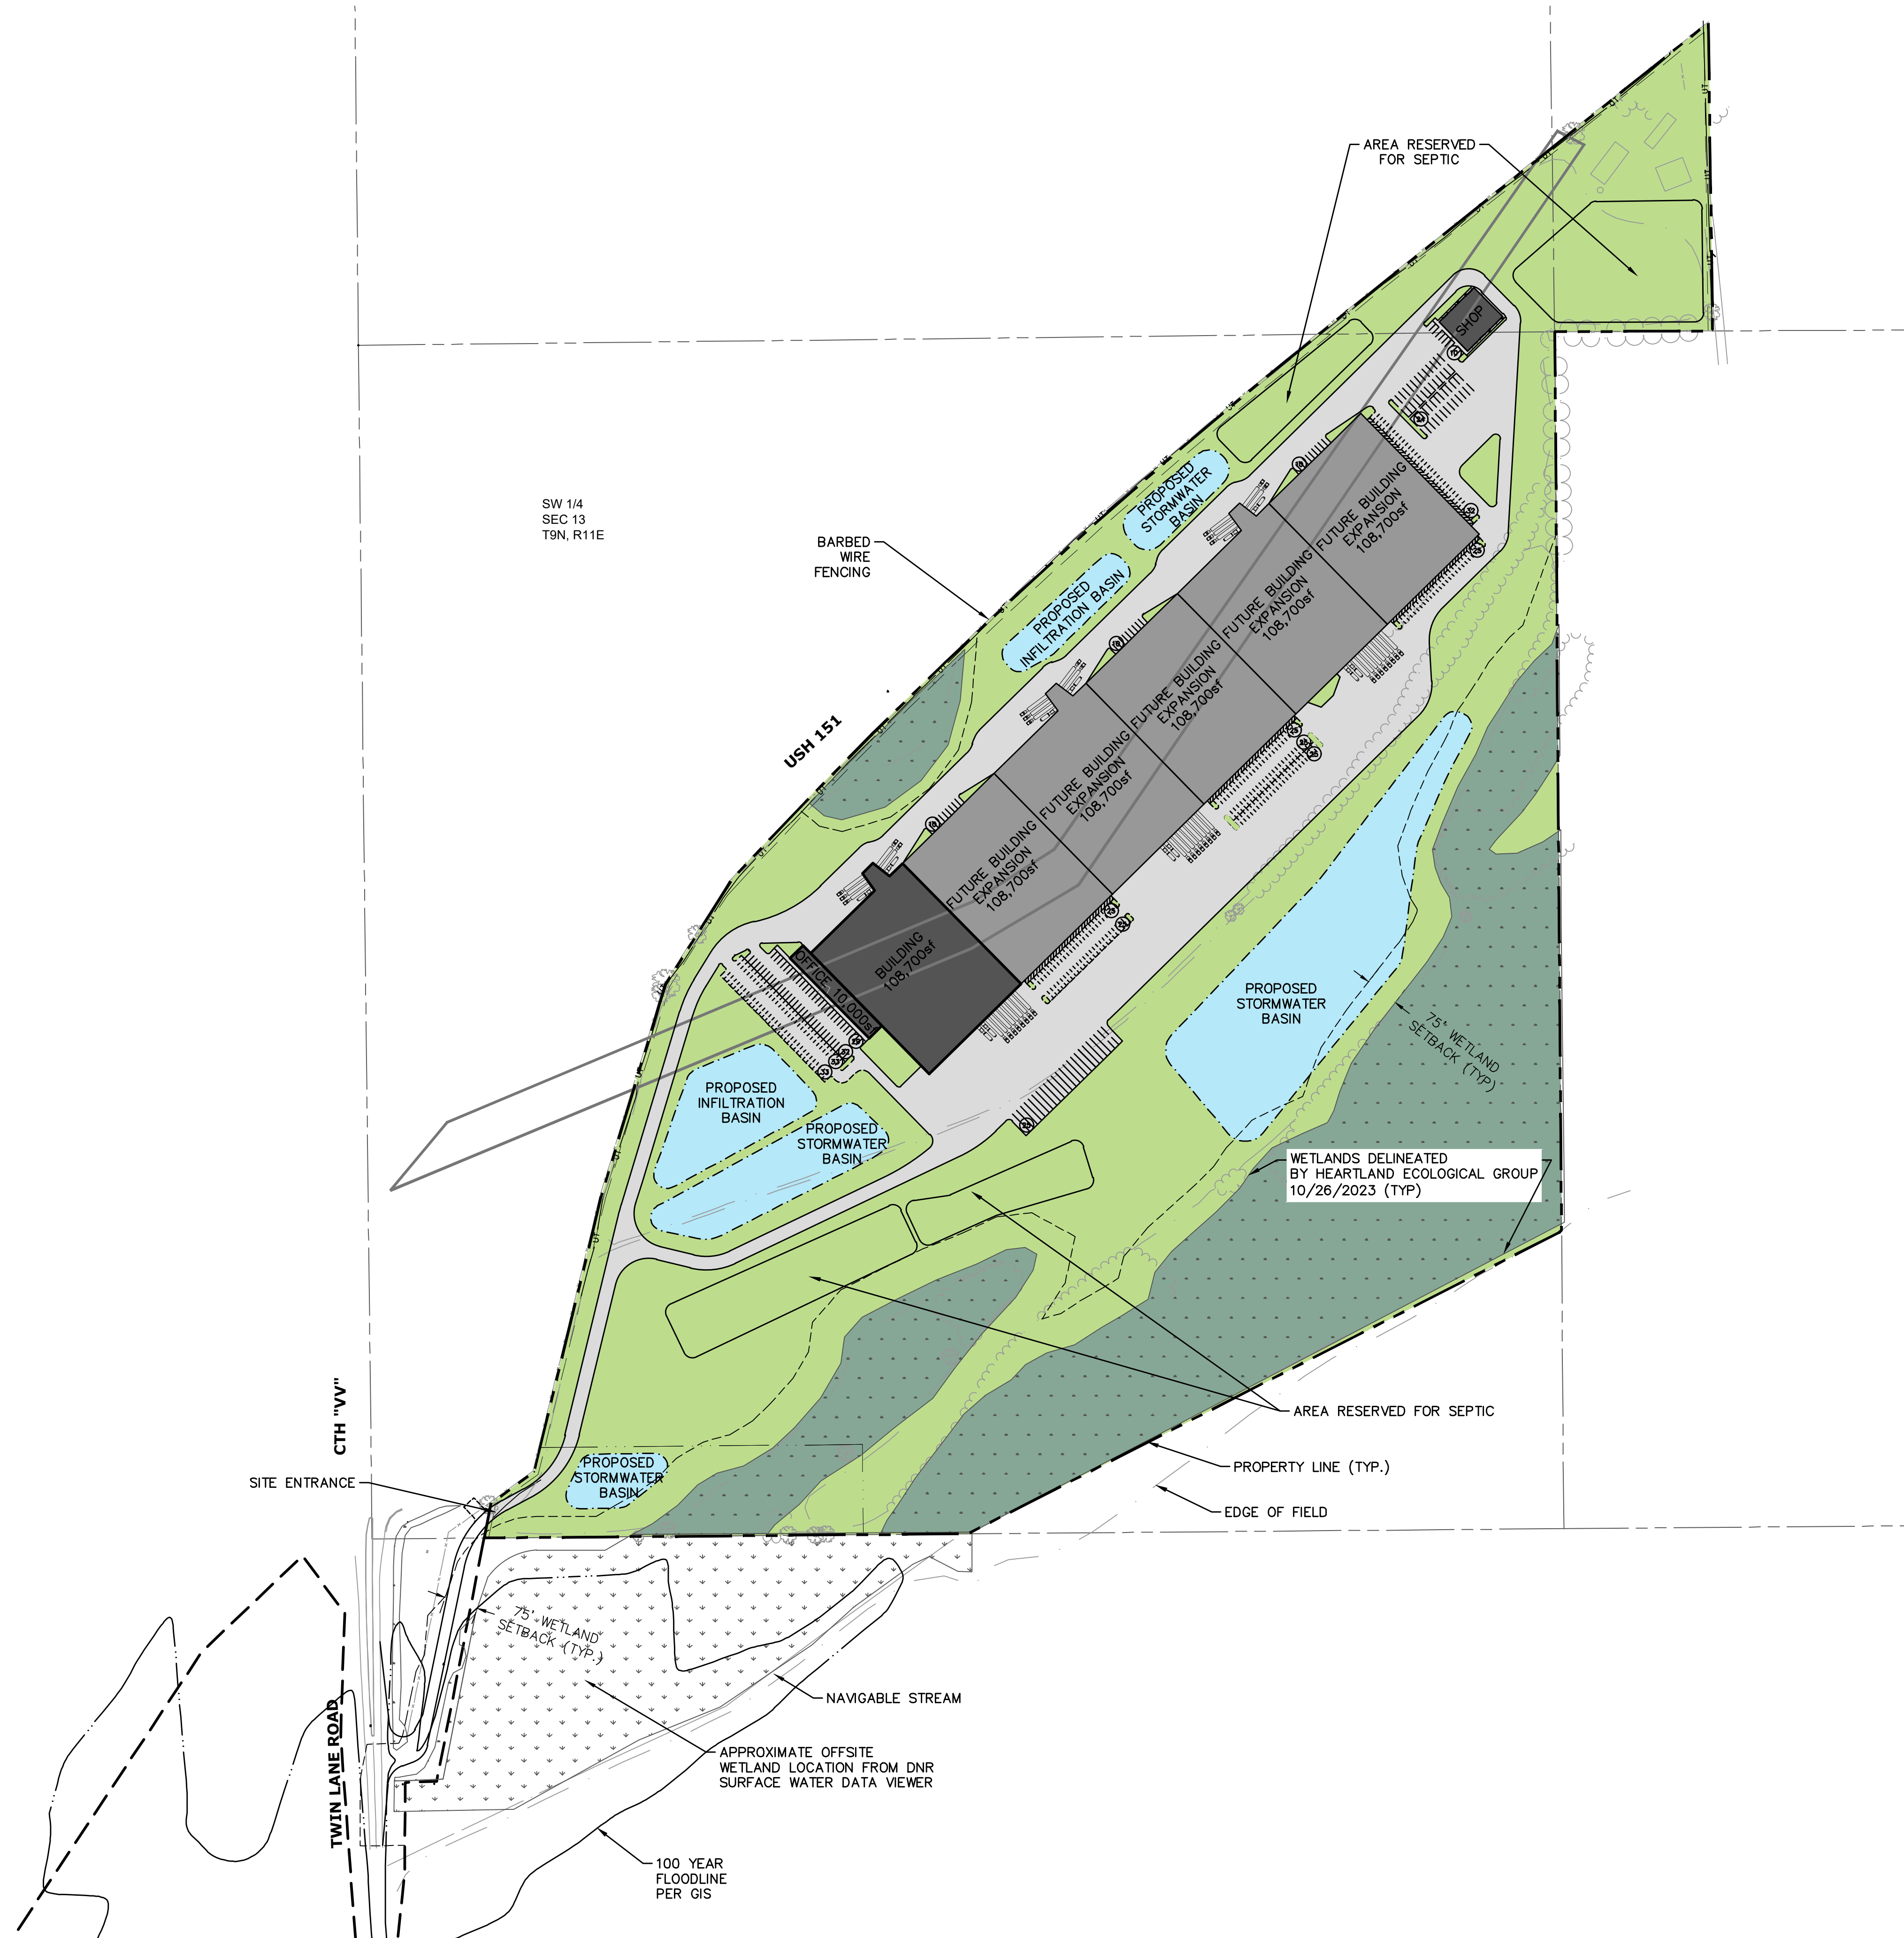 AREA RESERVED
FOR SEPTIC
SHOP
SW 1/4
SEC 13
T9N, R11E
BARBED
WIRE
FENCING
PROPOSED
STORMWATER
BASIN
PROPOSED
INFILTRATION BASIN
FUTURE BUILDING
EXPANSION
108,700sf
FUTURE BUILDING
EXPANSION
108,700sf
FUTURE BUILDING
EXPANSION
108,700sf
FUTURE BUILDING
EXPANSION
108,700sf
FUTURE BUILDING
EXPANSION
108,700sf
USH 151
BUILDING
108,700sf
OFFICE 10,000sf
PROPOSED
STORMWATER
BASIN
75' WETLAND
SETBACK (TYP)
PROPOSED
INFILTRATION
BASIN
PROPOSED
STORMWATER
BASIN
WETLANDS DELINEATED
BY HEARTLAND ECOLOGICAL GROUP
10/26/2023 (TYP)
CTH "VV"
AREA RESERVED FOR SEPTIC
PROPERTY LINE (TYP.)
SITE ENTRANCE
PROPOSED
STORMWATER
BASIN
EDGE OF FIELD
75' WETLAND
SETBACK (TYP.)
NAVIGABLE STREAM
TWIN LANE ROAD
APPROXIMATE OFFSITE
WETLAND LOCATION FROM DNR
SURFACE WATER DATA VIEWER
100 YEAR
FLOODLINE
PER GIS